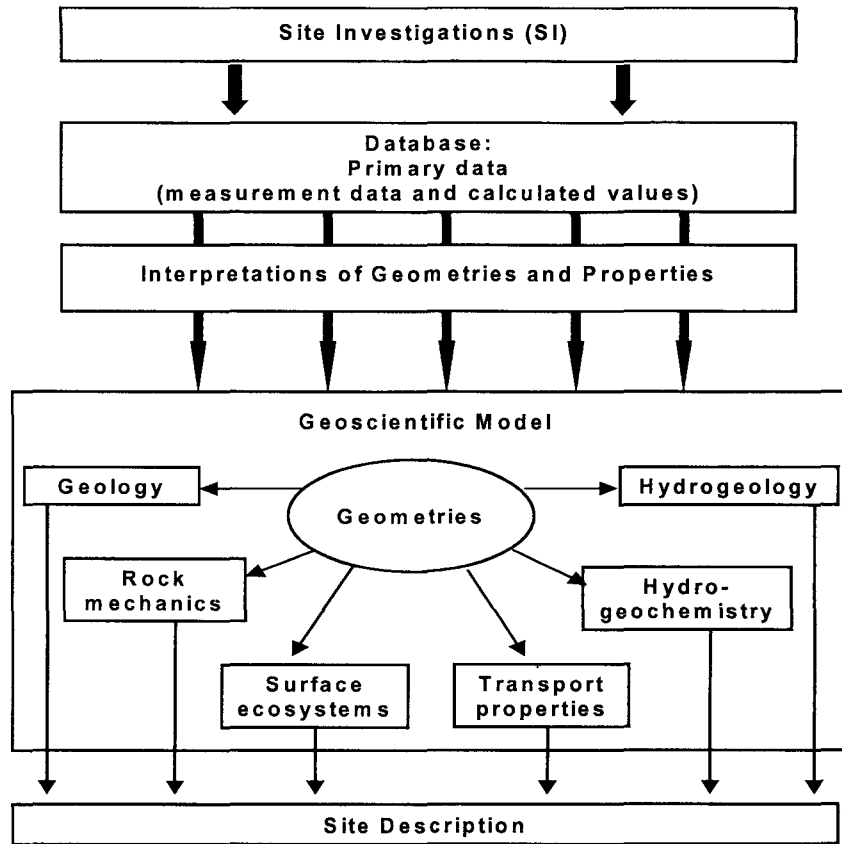 Site Investigations (SI)
Database:
Primary data
(measurement data and calculated values)
Interpretations of Geometries and Properties
Geoscientific Model
Geology
Hydrogeology
Geometries
Rock
mechanics
Hydro-
geochemistry
Surface
ecosystems
Transport
properties
Site Description